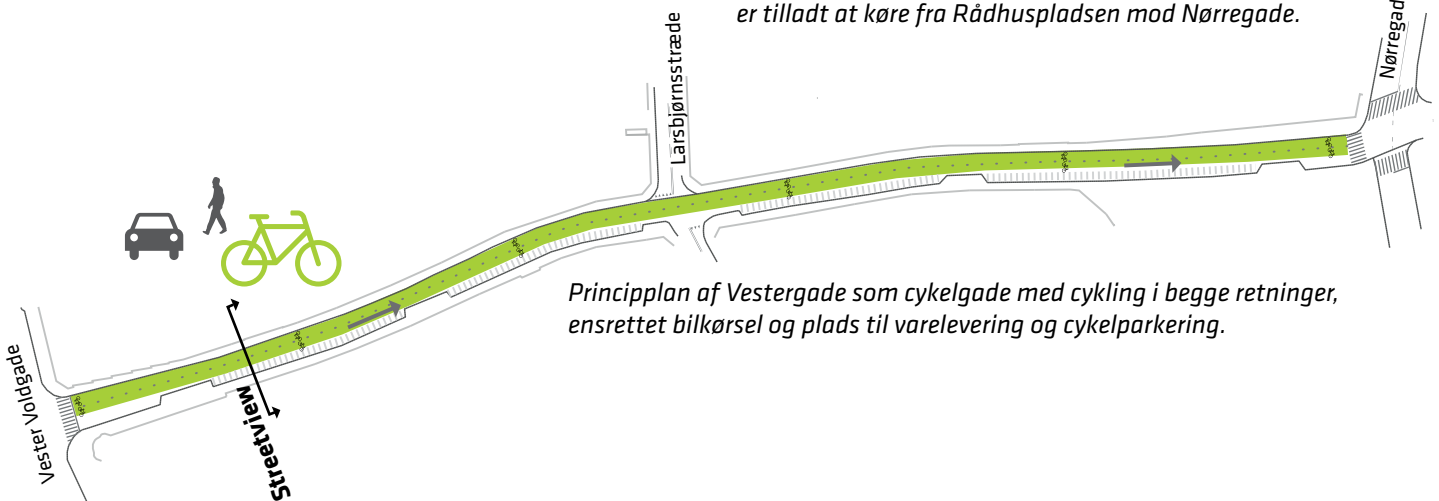 er tilladt at køre fra Rådhuspladsen mod Nørregade.
Nørregad
Larsbjørnsstræde
Principplan af Vestergade som cykelgade med cykling i begge retninger,
ensrettet bilkørsel og plads til varelevering og cykelparkering.
Vester Voldgade
Streetview